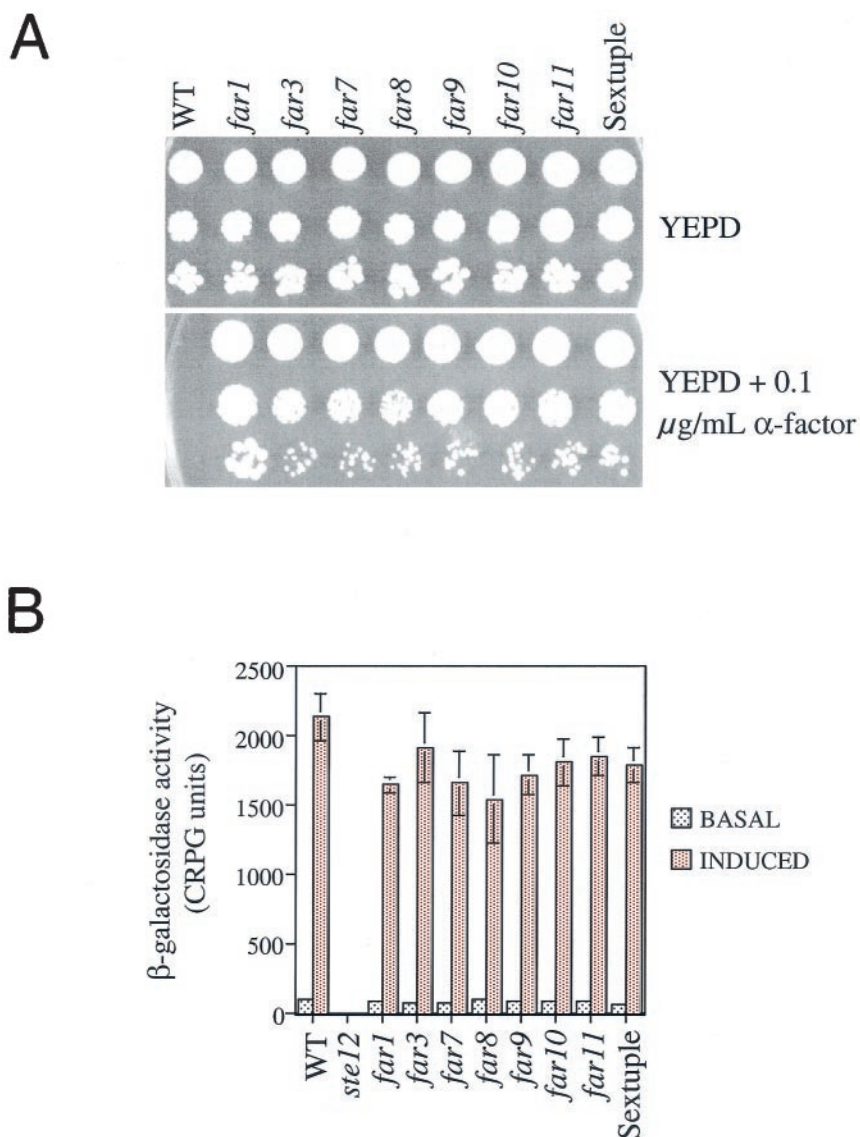 A
WT
far1
far3
far7
far8
far9
far10
far11
Sextuple
YEPD
YEPD + 0.1
µg/mL α-factor
B
2500
2000
1500
1000
500
0
β-galactosidase activity
(CRPG units)
BASAL
INDUCED
WT
ste12
far1
far3
far7
far8
far9
far10
far11
Sextuple